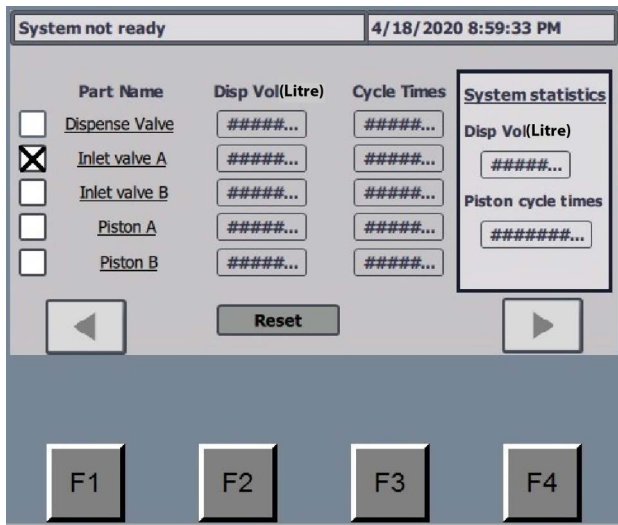 System not ready 4/18/2020 8:59:33 PM
Part Name Disp Vol(Litre) Cycle Times System statistics
Dispense Valve #####... #####... Disp Vol(Litre)
Inlet valve A #####... #####... #####...
Inlet valve B #####... #####... Piston cycle times
Piston A #####... #####... #######...
Piston B #####... #####...
Reset
F1 F2 F3 F4